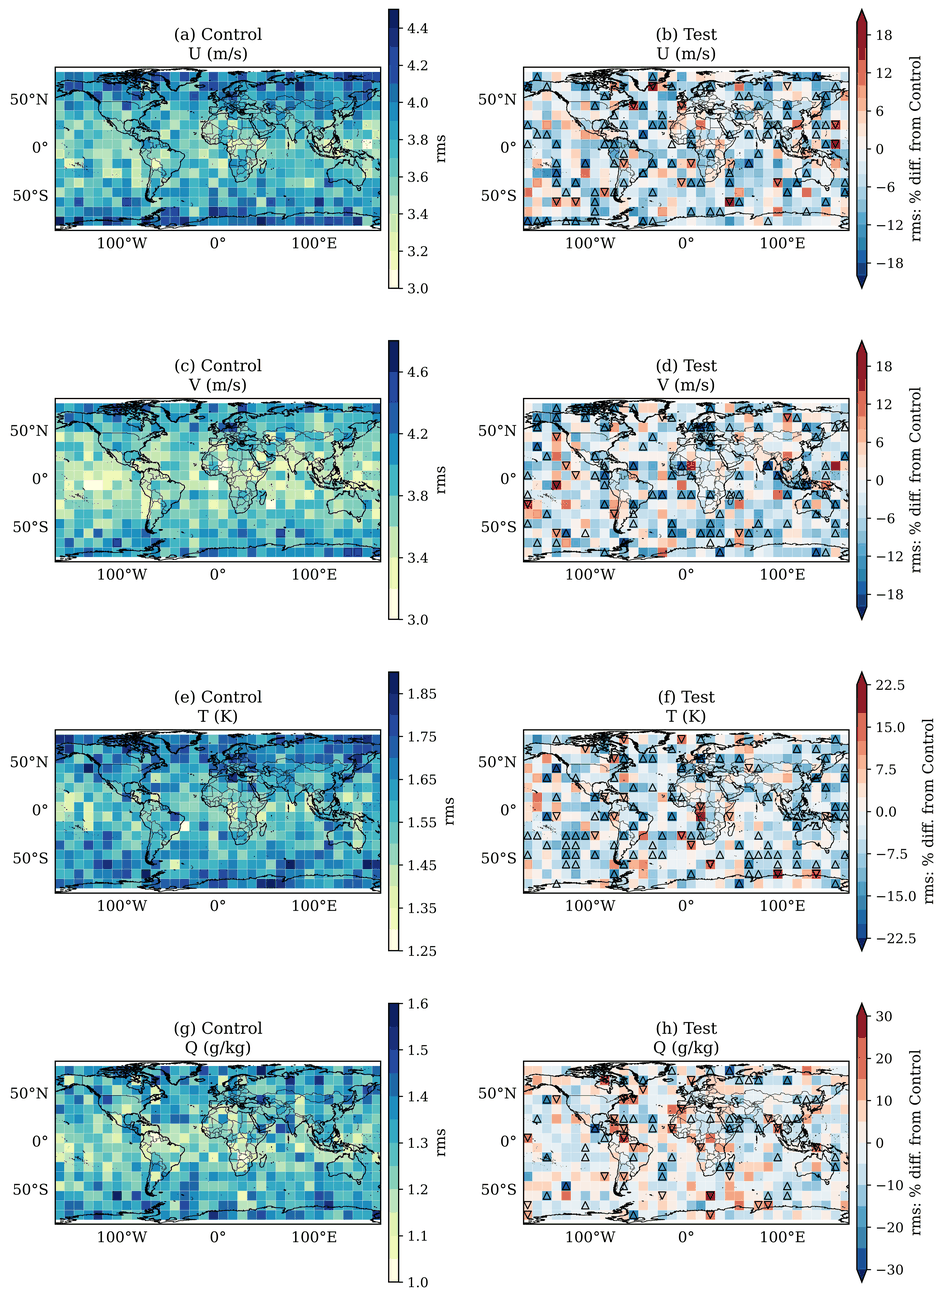 (a) Control
U (m/s)
50°N
0°
50°S
100°W 0° 100°E
4.4
4.2
4.0
3.8
3.6
3.4
3.2
3.0
rms
(b) Test
U (m/s)
100°W 0° 100°E
18
12
6
0
−6
−12
−18
rms: % diff. from Control
(c) Control
V (m/s)
50°N
0°
50°S
100°W 0° 100°E
4.6
4.2
3.8
3.4
3.0
rms
(d) Test
V (m/s)
100°W 0° 100°E
18
12
6
0
−6
−12
−18
rms: % diff. from Control
(e) Control
T (K)
50°N
0°
50°S
100°W 0° 100°E
1.85
1.75
1.65
1.55
1.45
1.35
1.25
rms
(f) Test
T (K)
50°N
0°
50°S
100°W 0° 100°E
22.5
15.0
7.5
0.0
−7.5
−15.0
−22.5
rms: % diff. from Control
(g) Control
Q (g/kg)
50°N
0°
50°S
100°W 0° 100°E
1.6
1.5
1.4
1.3
1.2
1.1
1.0
rms
(h) Test
Q (g/kg)
50°N
0°
50°S
100°W 0° 100°E
30
20
10
0
−10
−20
−30
rms: % diff. from Control